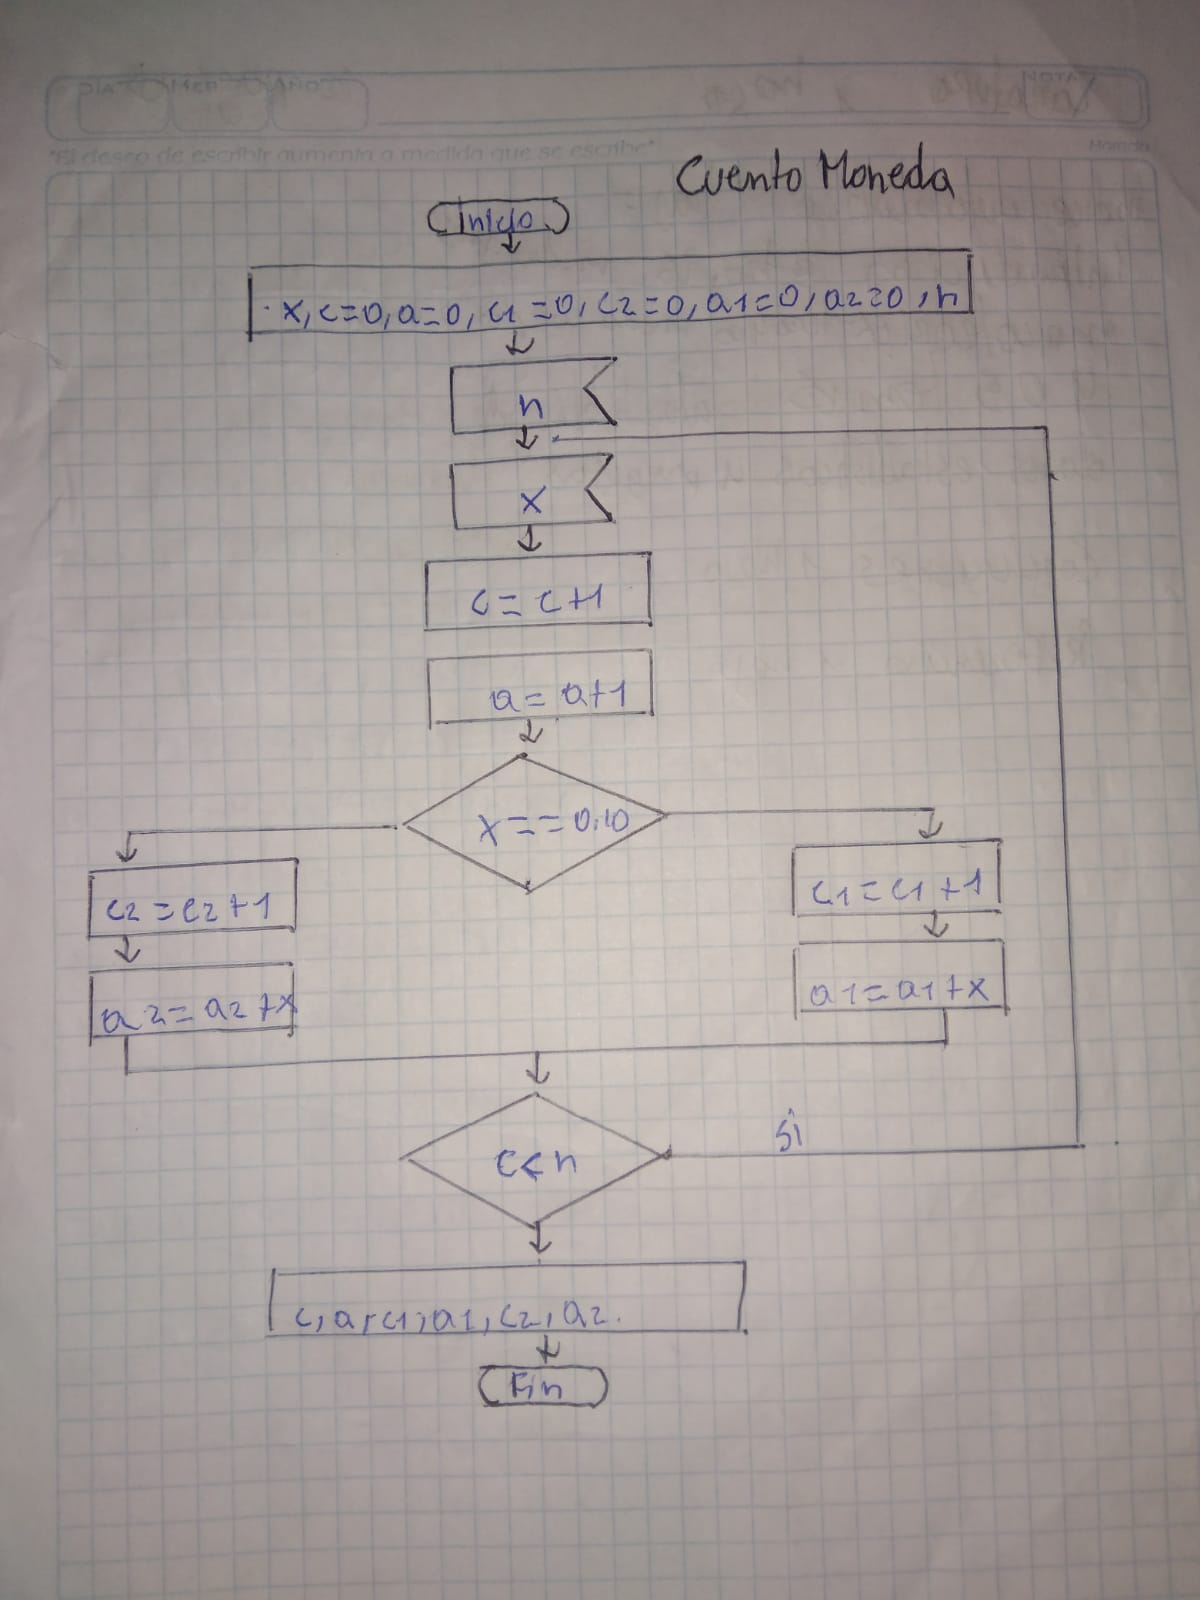 DÍA MES AÑO NOTA
"El deseo de escribir aumenta a medida que se escribe"
Cuento Moneda
Inicio
x, c=0, a=0, c1=0, c2=0, a1=0, a2=0, n
n
x
c=c+1
a=a+1
x==0.10
c2=c2+1
c1=c1+1
a2=a2+x
a1=a1+x
c<n
Si
c, a, c1, a1, c2, a2.
Fin